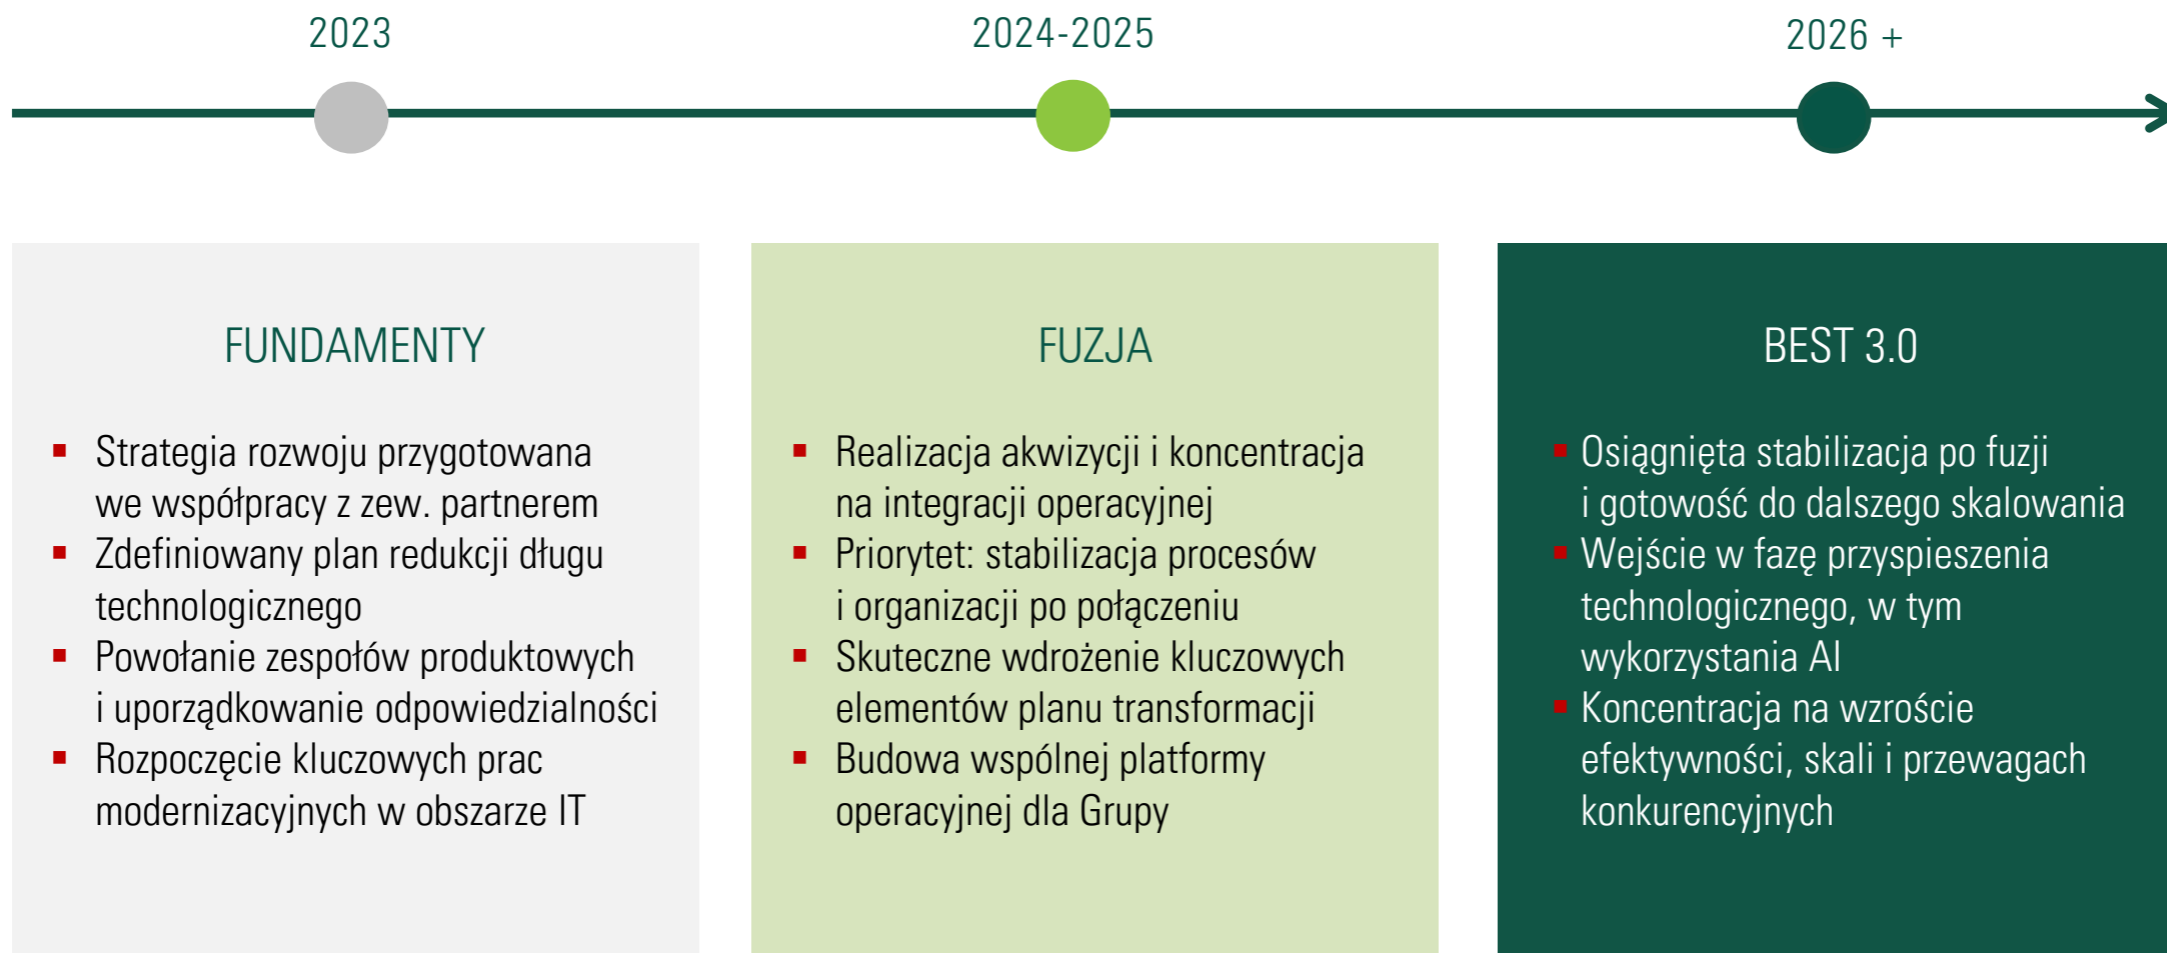 2023
2024-2025
2026 +
FUNDAMENTY
▪ Strategia rozwoju przygotowana
we współpracy z zew. partnerem
▪ Zdefiniowany plan redukcji długu
technologicznego
▪ Powołanie zespołów produktowych
i uporządkowanie odpowiedzialności
▪ Rozpoczęcie kluczowych prac
modernizacyjnych w obszarze IT
FUZJA
▪ Realizacja akwizycji i koncentracja
na integracji operacyjnej
▪ Priorytet: stabilizacja procesów
i organizacji po połączeniu
▪ Skuteczne wdrożenie kluczowych
elementów planu transformacji
▪ Budowa wspólnej platformy
operacyjnej dla Grupy
BEST 3.0
▪ Osiągnięta stabilizacja po fuzji
i gotowość do dalszego skalowania
▪ Wejście w fazę przyspieszenia
technologicznego, w tym
wykorzystania AI
▪ Koncentracja na wzroście
efektywności, skali i przewagach
konkurencyjnych